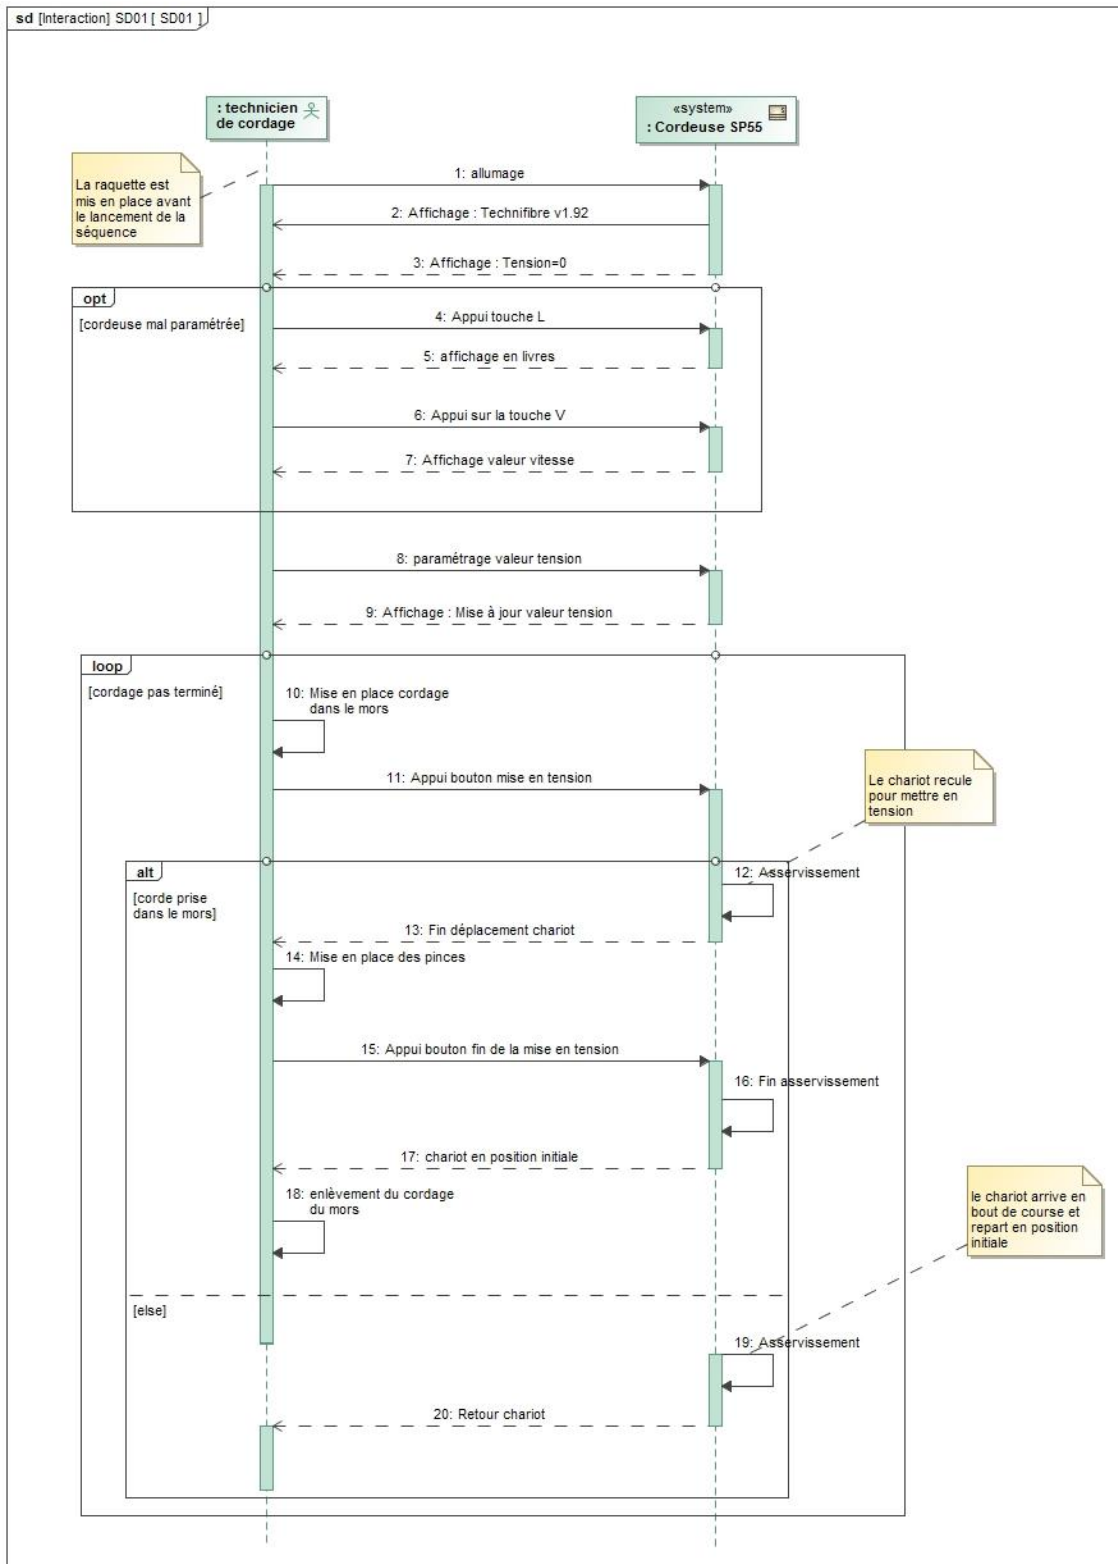 sd [Interaction] SD01 [ SD01 ]
: technicien
de cordage
«system»
: Cordeuse SP55
La raquette est
mis en place avant
le lancement de la
séquence
1: allumage
2: Affichage : Technifibre v1.92
3: Affichage : Tension=0
opt
[cordeuse mal paramétrée]
4: Appui touche L
5: affichage en livres
6: Appui sur la touche V
7: Affichage valeur vitesse
8: paramétrage valeur tension
9: Affichage : Mise à jour valeur tension
loop
[cordage pas terminé]
10: Mise en place cordage
dans le mors
11: Appui bouton mise en tension
Le chariot recule
pour mettre en
tension
alt
[corde prise
dans le mors]
12: Asservissement
13: Fin déplacement chariot
14: Mise en place des pinces
15: Appui bouton fin de la mise en tension
16: Fin asservissement
17: chariot en position initiale
18: enlèvement du cordage
du mors
le chariot arrive en
bout de course et
repart en position
initiale
[else]
19: Asservissement
20: Retour chariot